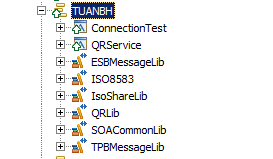 TUANBH
ConnectionTest
QRService
ESBMessageLib
ISO8583
IsoShareLib
QRLib
SOACommonLib
TPBMessageLib